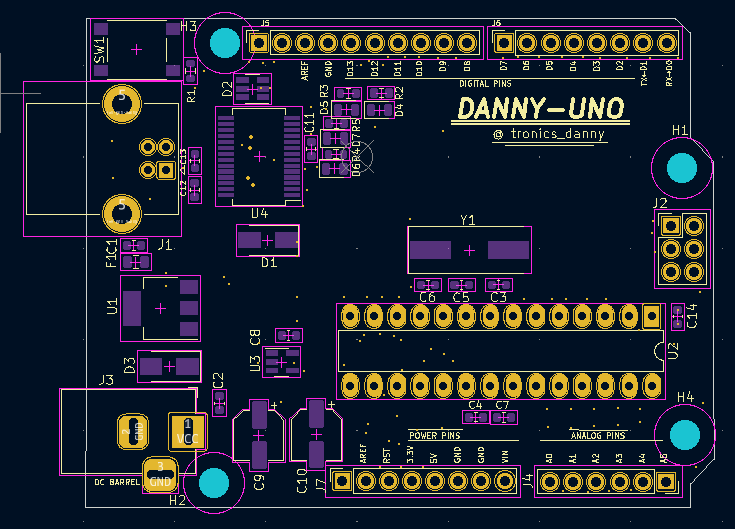 J5
J6
H3
SW1
R1
AREF
GND
D13
D12
D11
D10
D9
D8
D7
D6
D5
D4
D3
D2
TX→D1
RX←D0
DIGITAL PINS
D2
R3
D5
R2
D4
DANNY-UNO
@ tronics_danny
5
C11
R5
D7
R4
D6
H1
C13
C12
5
U4
J2
Y1
J1
C1
F1
D1
U1
C6
C5
C3
C14
C8
U2
U3
D3
J3
C2
C4
C7
H4
+
+
2
GND
1
VCC
POWER PINS
ANALOG PINS
AREF
RST
3.3V
5V
GND
GND
VIN
A0
A1
A2
A3
A4
A5
3
GND
DC BARREL
H2
C9
C10
J7
J4